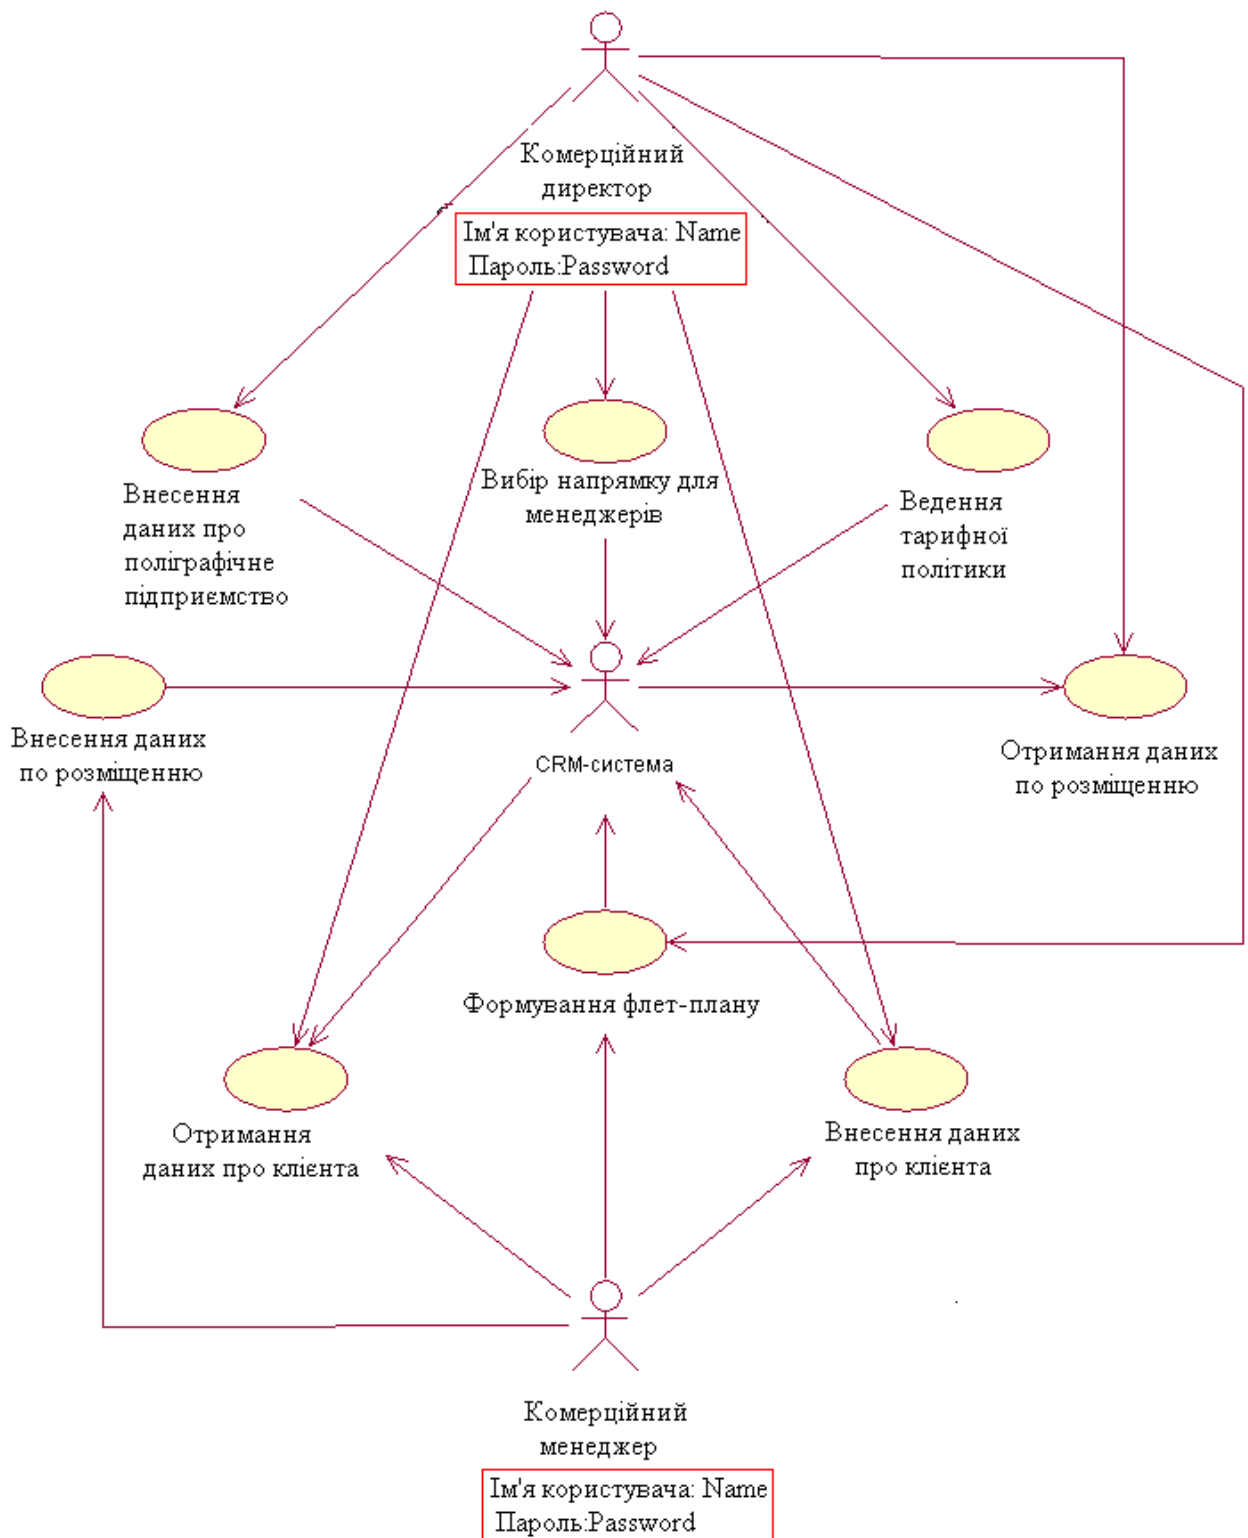 Комерційний
директор
Ім'я користувача: Name
Пароль:Password
Внесення
даних про
поліграфічне
підприємство
Вибір напрямку для
менеджерів
Ведення
тарифної
політики
Внесення даних
по розміщенню
CRM-система
Отримання даних
по розміщенню
Формування флет-плану
Отримання
даних про клієнта
Внесення даних
про клієнта
Комерційний
менеджер
Ім'я користувача: Name
Пароль:Password